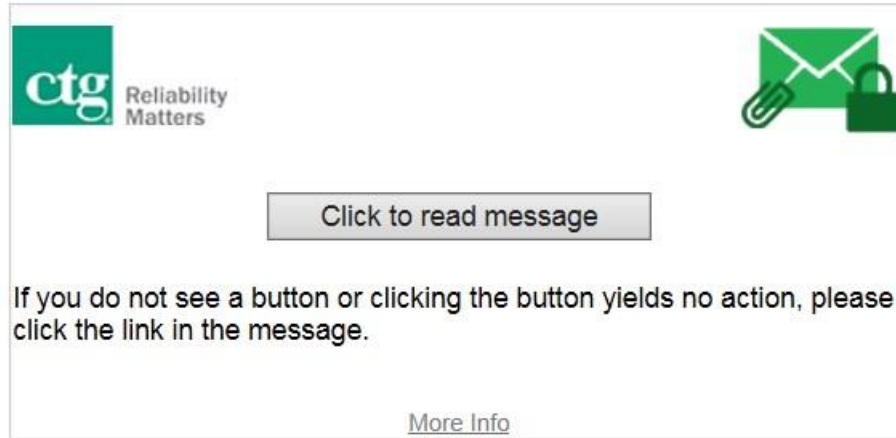 ctg
Reliability
Matters
Click to read message
If you do not see a button or clicking the button yields no action, please
click the link in the message.
More Info